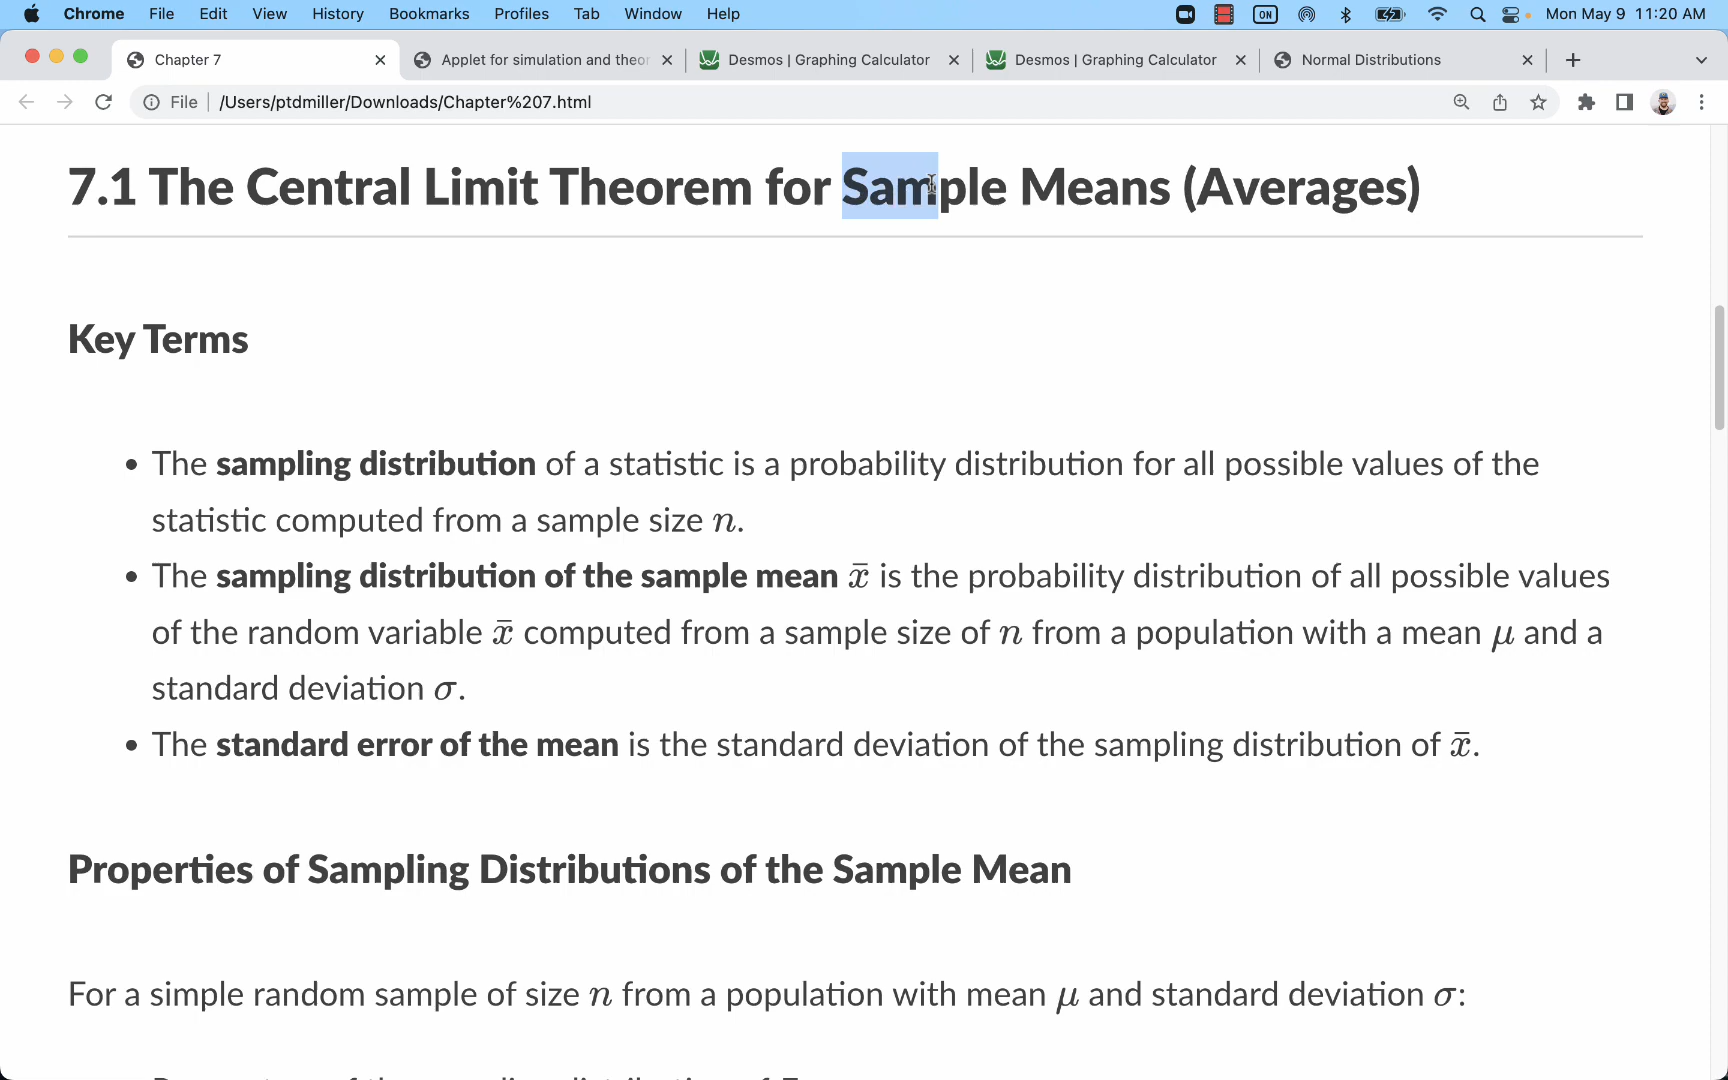 Chrome File Edit View History Bookmarks Profiles Tab Window Help ON Mon May 9 11:20 AM
Chapter 7 Applet for simulation and theor Desmos | Graphing Calculator Desmos | Graphing Calculator Normal Distributions
File /Users/ptdmiller/Downloads/Chapter%207.html
7.1 The Central Limit Theorem for Sample Means (Averages)
Key Terms
• The sampling distribution of a statistic is a probability distribution for all possible values of the
statistic computed from a sample size n.
• The sampling distribution of the sample mean x̄ is the probability distribution of all possible values
of the random variable x̄ computed from a sample size of n from a population with a mean μ and a
standard deviation σ.
• The standard error of the mean is the standard deviation of the sampling distribution of x̄.
Properties of Sampling Distributions of the Sample Mean
For a simple random sample of size n from a population with mean μ and standard deviation σ: